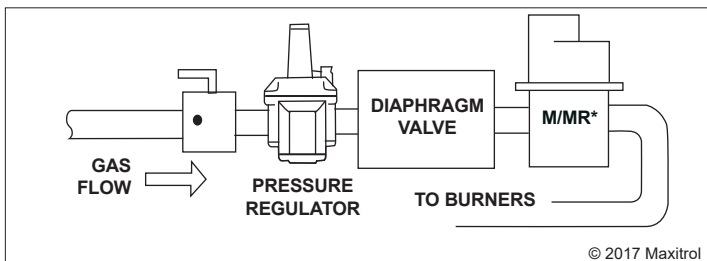 GAS
FLOW
PRESSURE
REGULATOR
DIAPHRAGM
VALVE
M/MR*
TO BURNERS
© 2017 Maxitrol